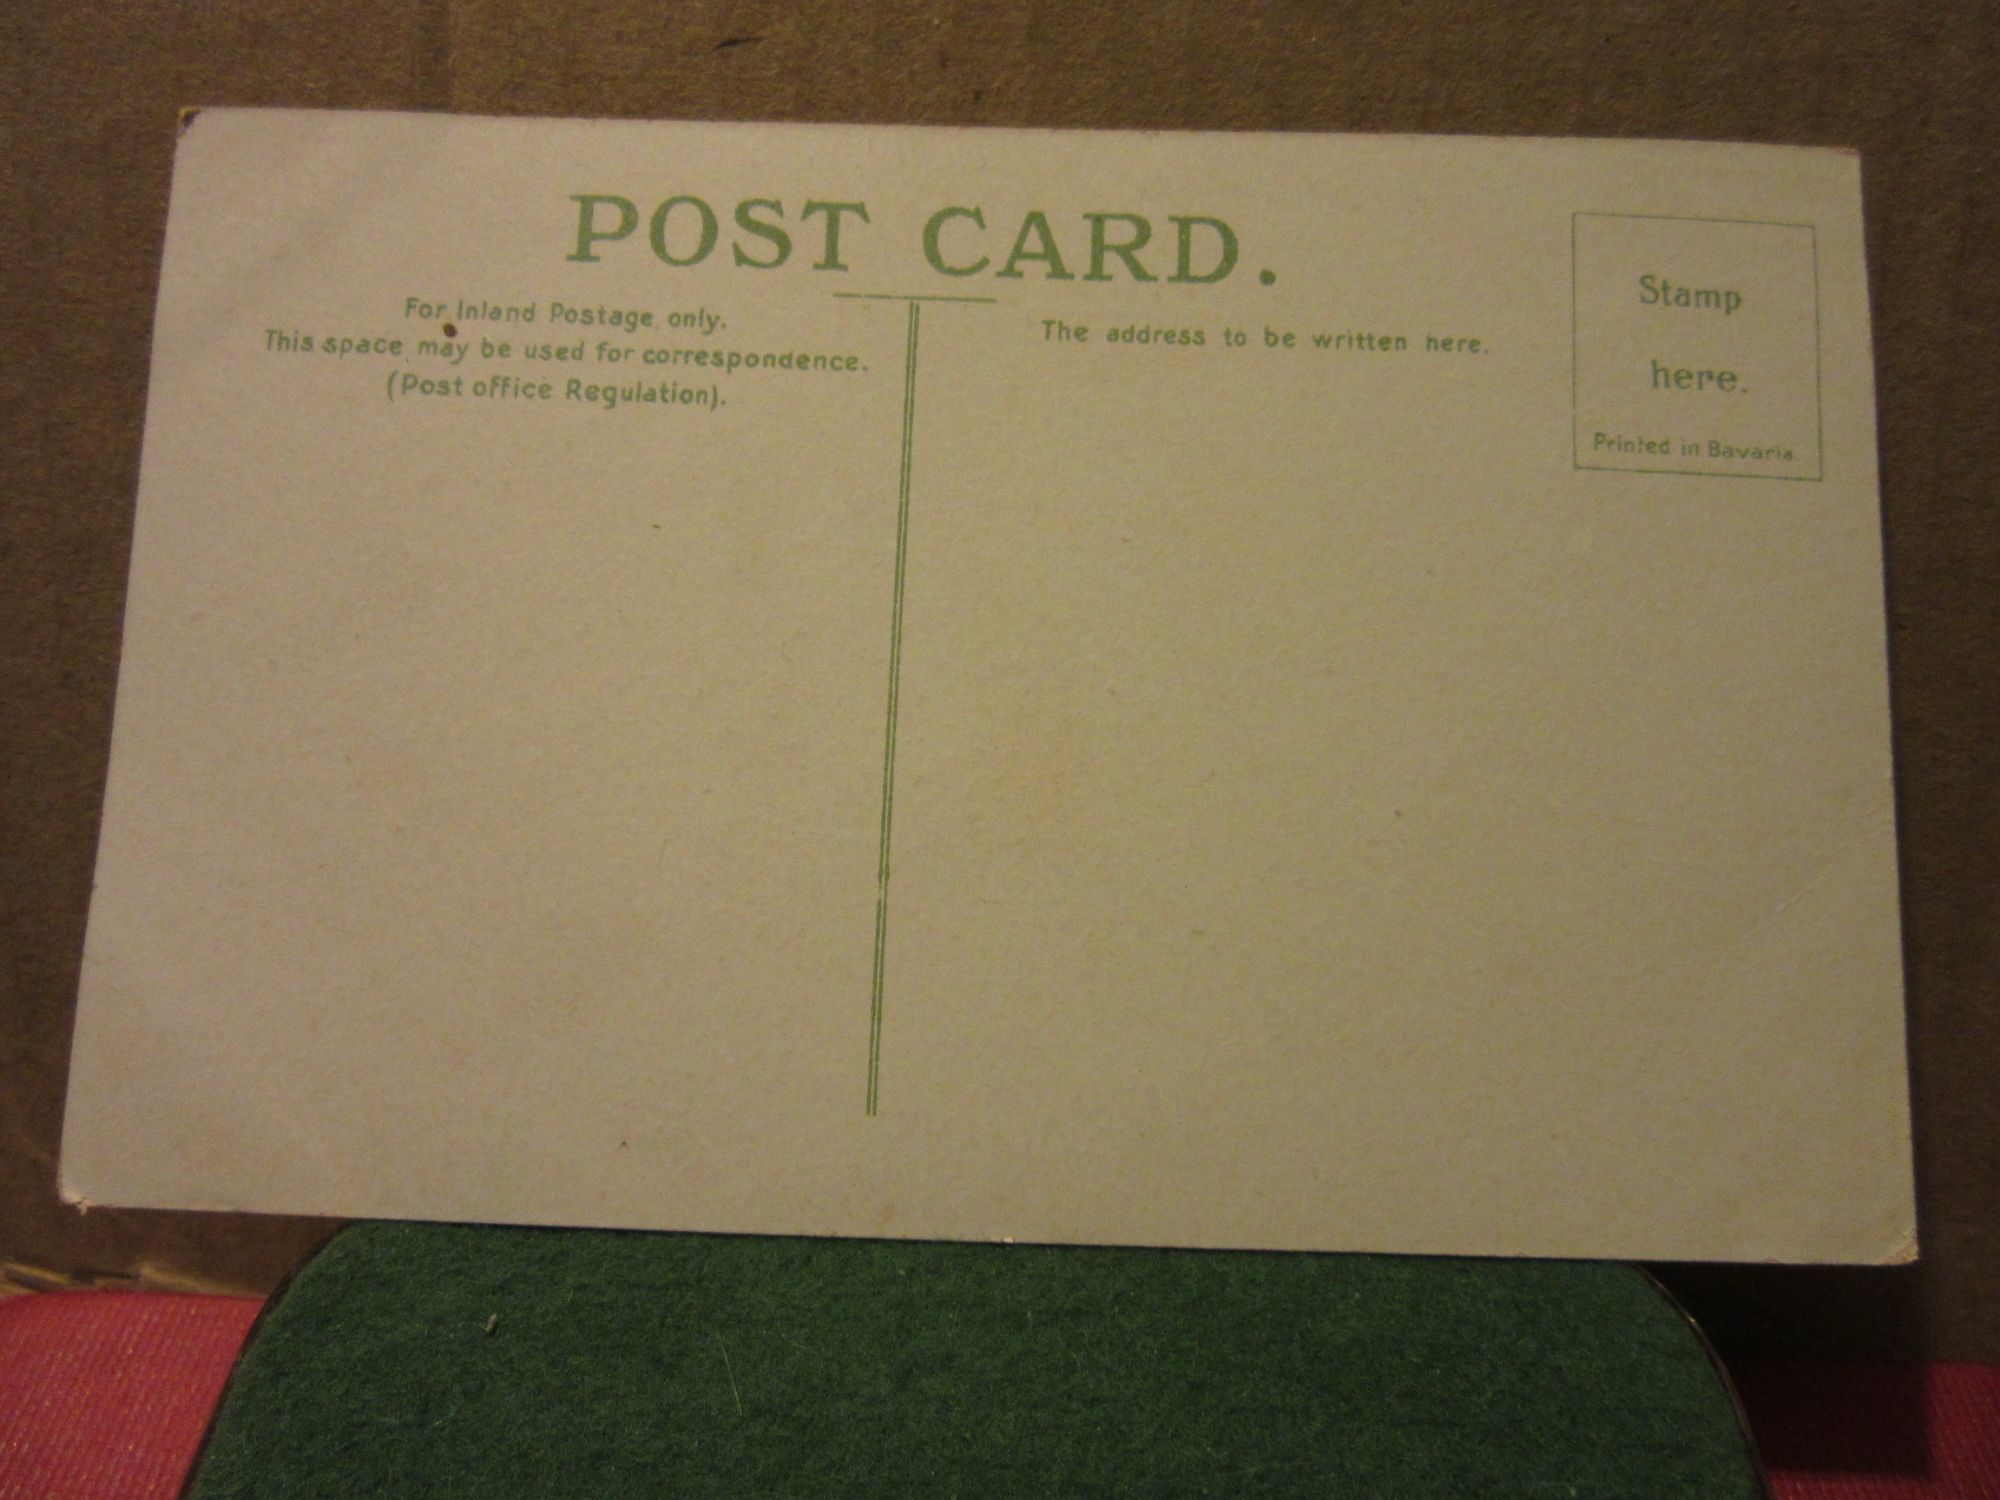 POST CARD.
For Inland Postage only.
This space may be used for correspondence.
(Post office Regulation).
The address to be written here.
Stamp
here.
Printed in Bavaria